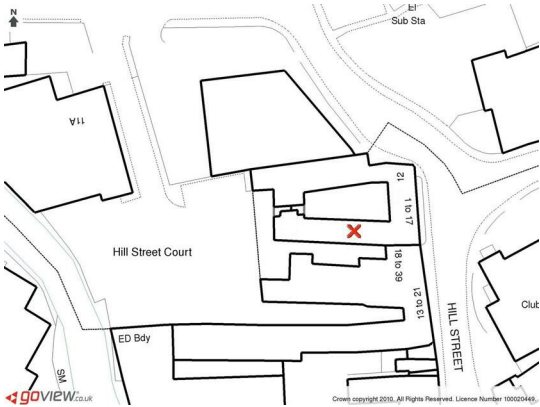 N
El
Sub Sta
11A
12
1 to 17
Hill Street Court
18 to 39
13 to 21
HILL STREET
Club
ED Bdy
SM
goview.co.uk
Crown copyright 2010. All Rights Reserved. Licence Number 100020449.